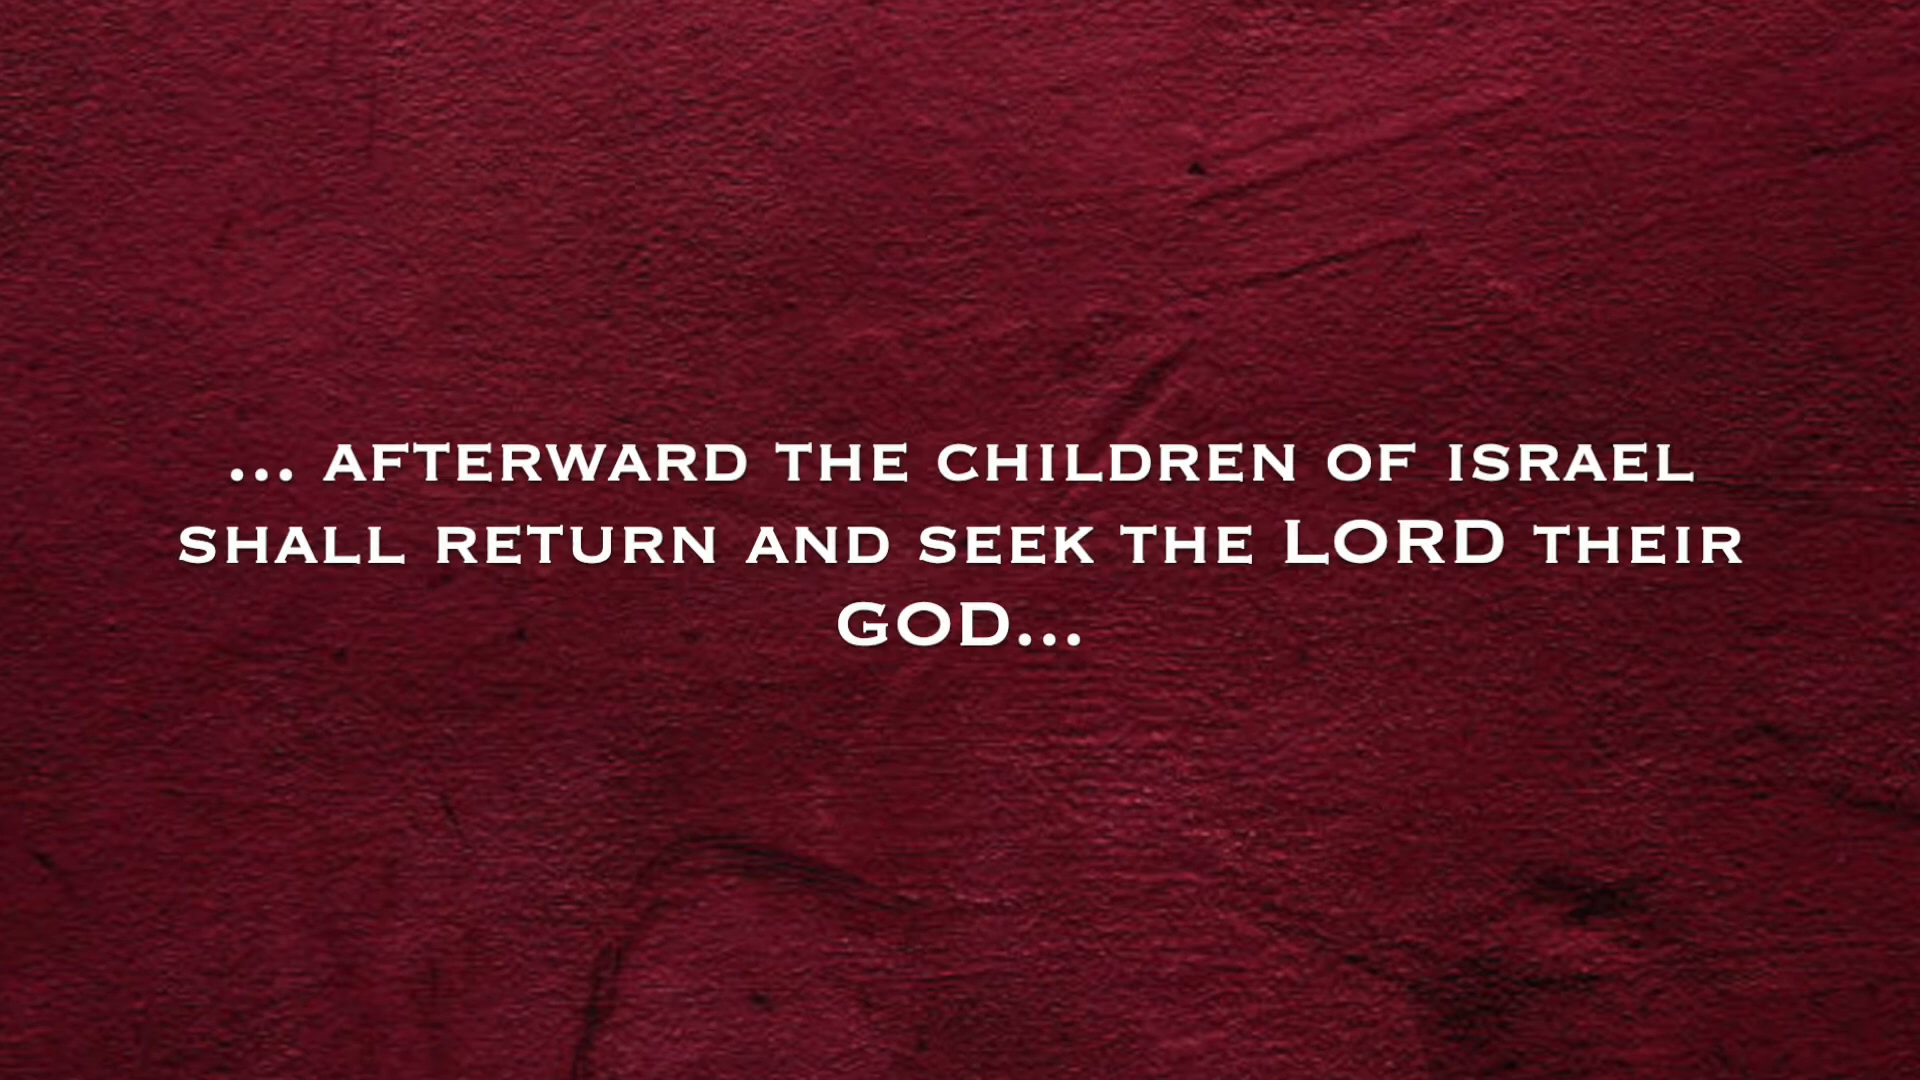 ... AFTERWARD THE CHILDREN OF ISRAEL
SHALL RETURN AND SEEK THE LORD THEIR
GOD...